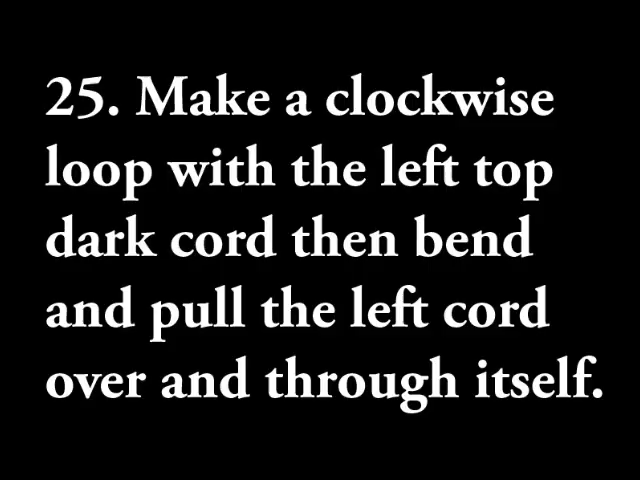 25. Make a clockwise
loop with the left top
dark cord then bend
and pull the left cord
over and through itself.